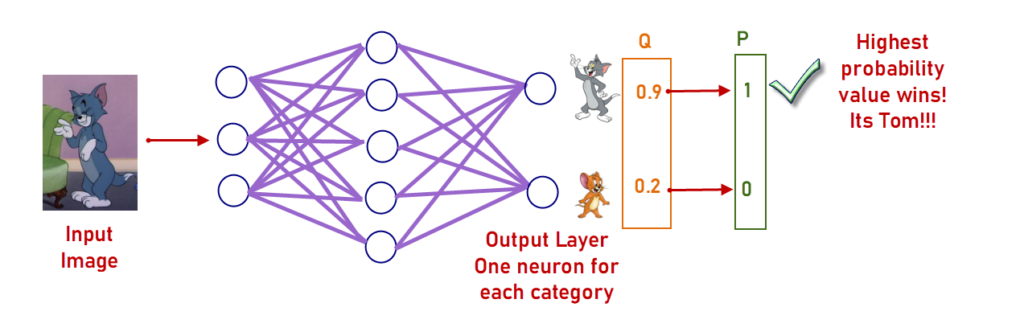 Input
Image
Output Layer
One neuron for
each category
Q
0.9
0.2
P
1
0
Highest
probability
value wins!
Its Tom!!!